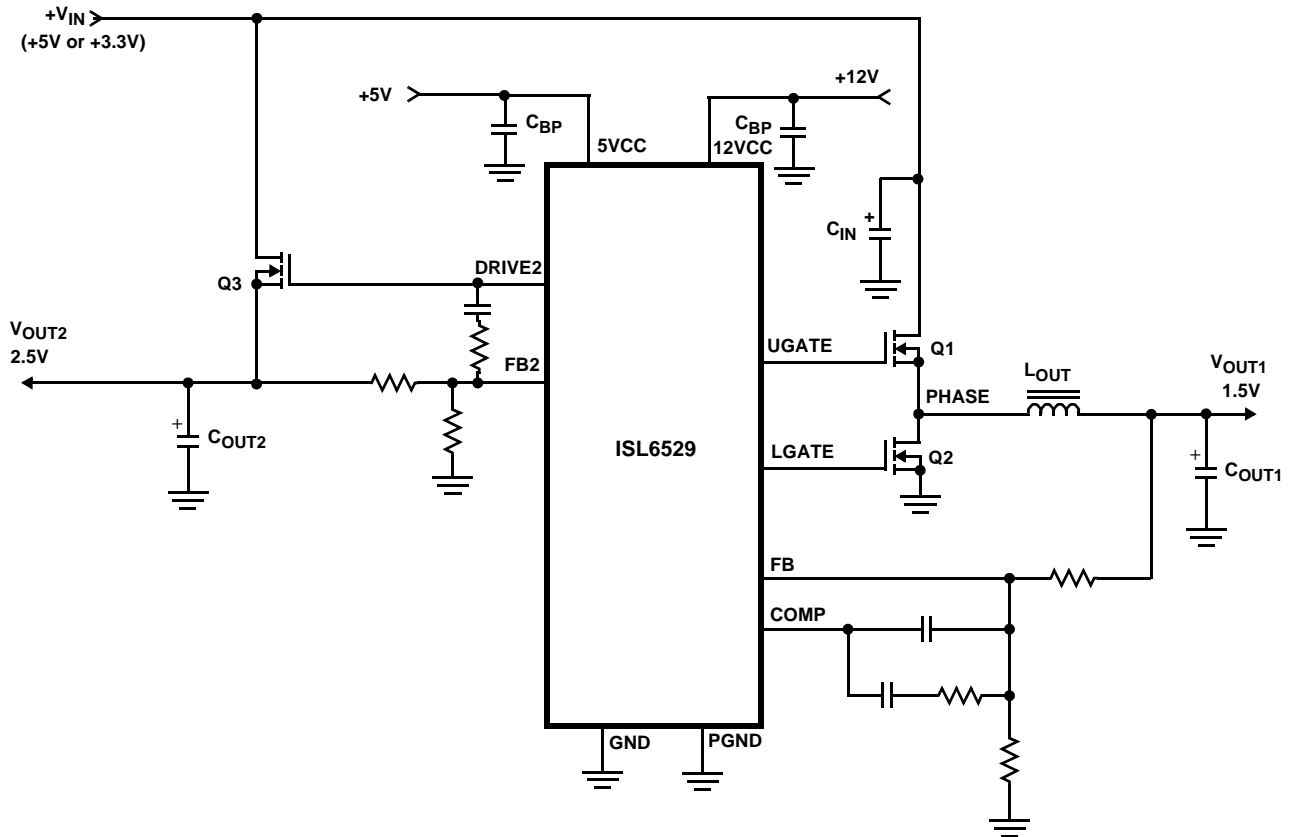 +VIN
(+5V or +3.3V)
+5V
+12V
CBP
CBP
5VCC
12VCC
CIN
+
Q3
DRIVE2
VOUT2
2.5V
FB2
UGATE
Q1
LOUT
VOUT1
1.5V
PHASE
+
COUT2
ISL6529
LGATE
Q2
+
COUT1
FB
COMP
GND
PGND